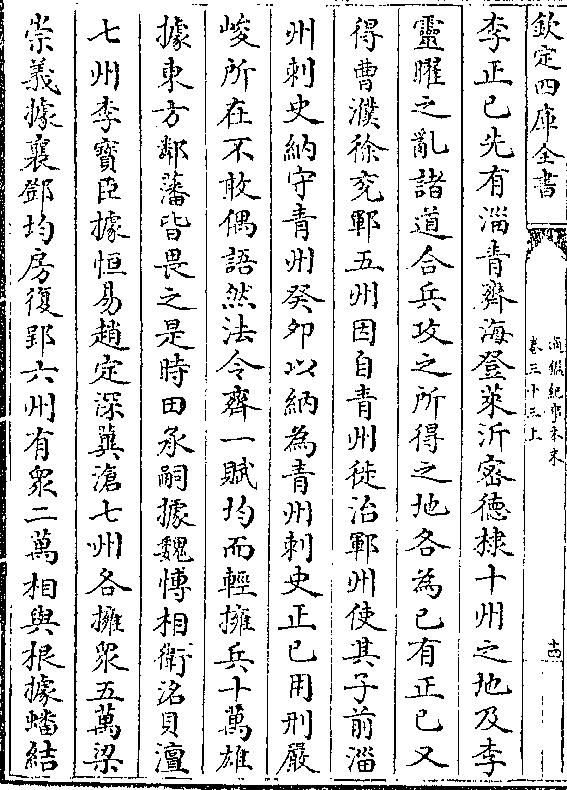 欽定四庫全書
通鑑紀事本末
卷三十三上
十四
李正已先有淄青齊海登萊沂密德棣十州之地及李
靈曜之亂諸道合兵攻之所得之地各為已有正已又
得曹濮徐兖鄆五州因自青州徙治鄆州使其子前淄
州刺史納守青州癸卯以納為青州刺史正已用刑嚴
峻所在不敢偶語然法令齊一賦均而輕擁兵十萬雄
據東方鄰藩皆畏之是時田承嗣據魏愽相衛洺貝澶
七州李寶臣據恒易趙定深冀滄七州各擁衆五萬梁
崇義據襄鄧均房復郢六州有衆二萬相與根據蟠結